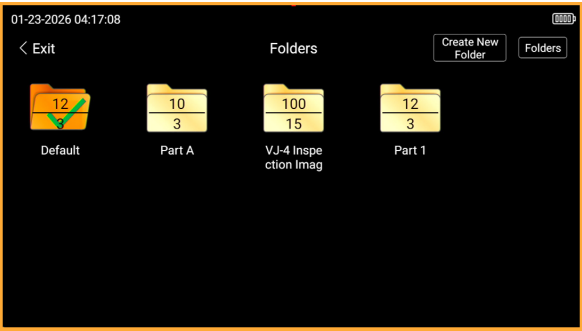 01-23-2026 04:17:08
Exit
Folders
Create New
Folder
Folders
12
3
Default
10
3
Part A
100
15
VJ-4 Inspe
ction Imag
12
3
Part 1